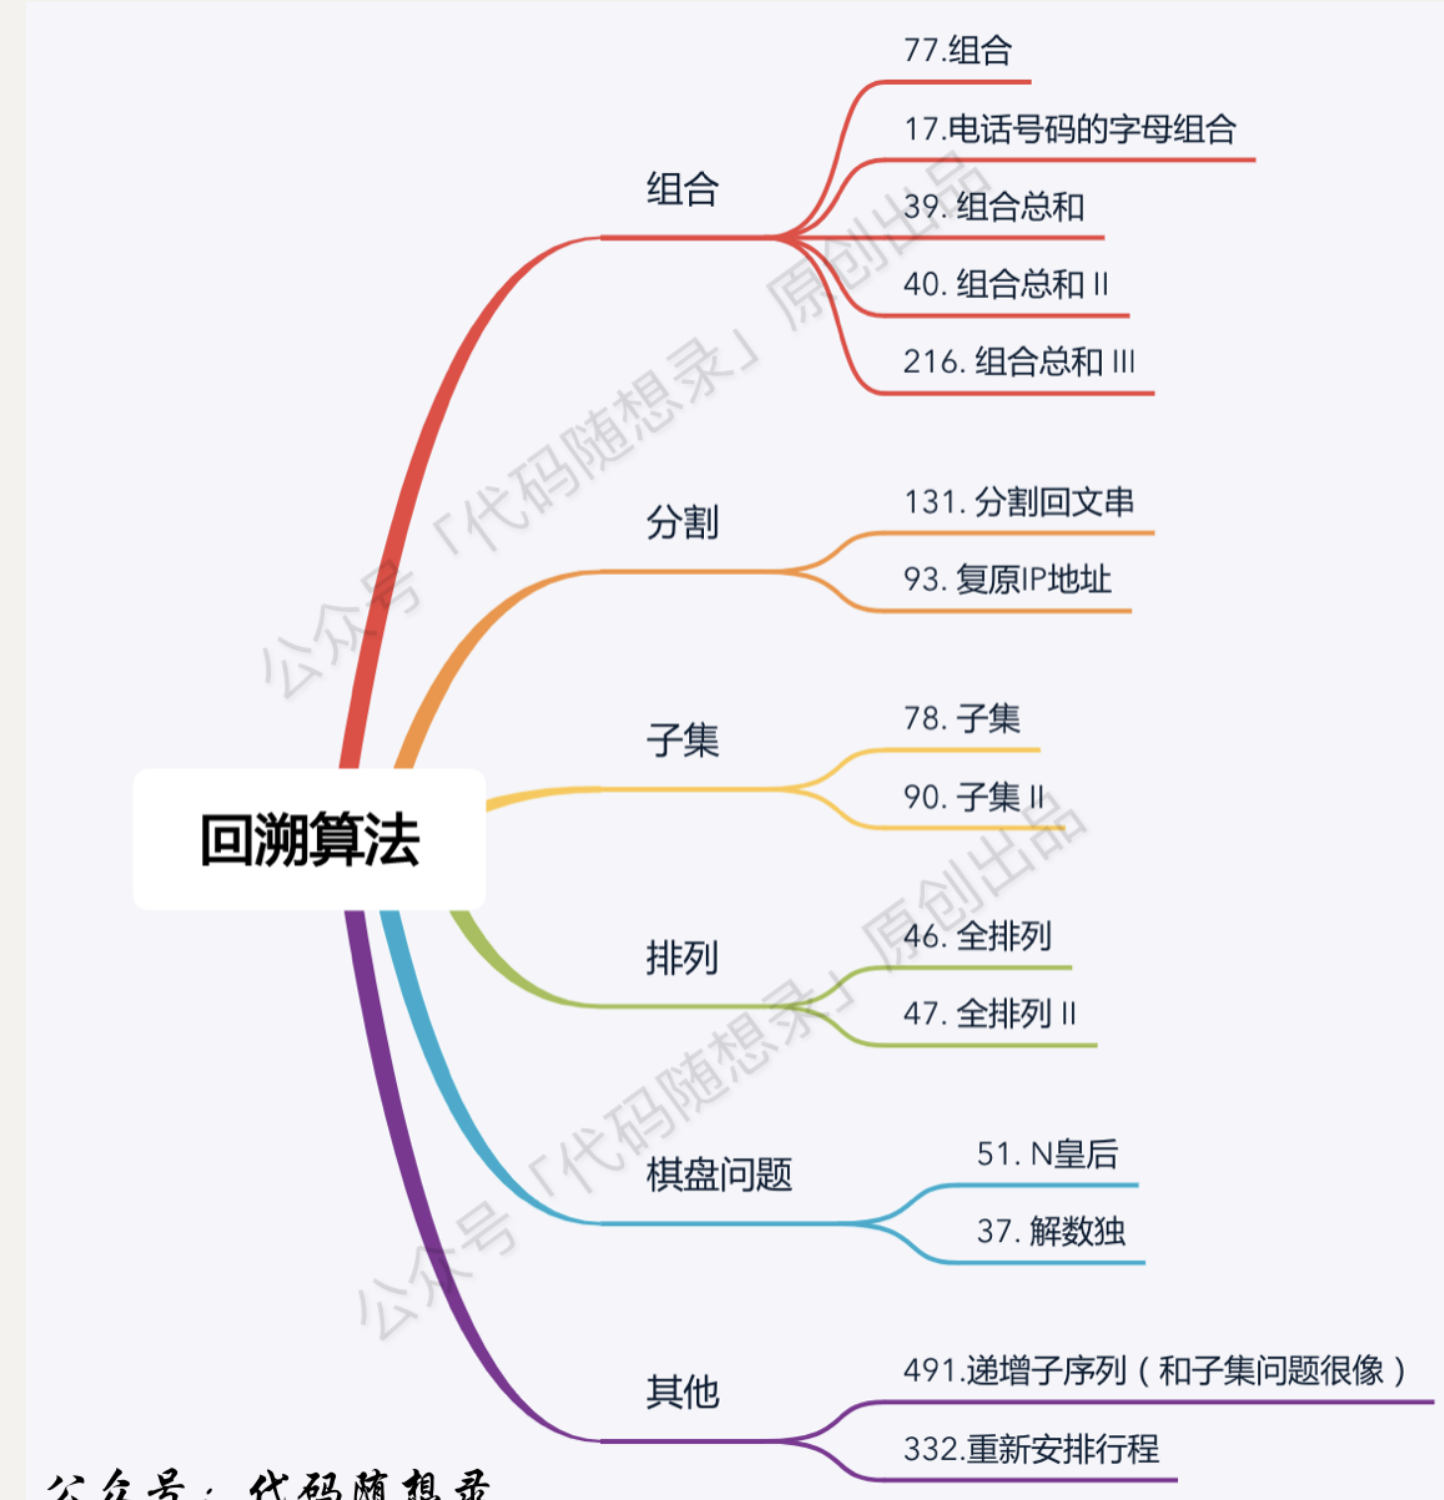 77.组合
17.电话号码的字母组合
组合
39. 组合总和
40. 组合总和 II
216. 组合总和 III
131. 分割回文串
分割
93. 复原IP地址
78. 子集
子集
90. 子集 II
回溯算法
46. 全排列
排列
47. 全排列 II
51. N皇后
棋盘问题
37. 解数独
491.递增子序列（和子集问题很像）
其他
332.重新安排行程
公众号「代码随想录」原创出品
公众号「代码随想录」原创出品
公众号：代码随想录